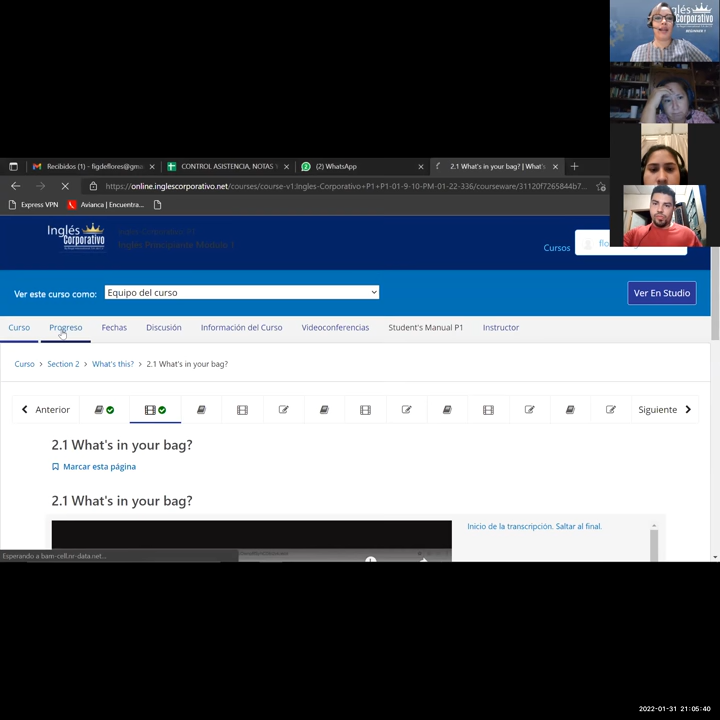 Inglés
Corporativo
BEGINNER 1
Recibidos (1) - figdeflores@gma
CONTROL ASISTENCIA, NOTAS
(2) WhatsApp
2.1 What's in your bag? | What's
https://online.inglescorporativo.net/courses/course-v1:Ingles-Corporativo+P1+P1-01-9-10-PM-01-22-336/courseware/31120f7265844b7...
Express VPN
Avianca | Encuentra...
Inglés
Corporativo
Inglés Principiante Módulo 1
Cursos
flo
Ver este curso como:
Equipo del curso
Ver En Studio
Curso
Progreso
Fechas
Discusión
Información del Curso
Videoconferencias
Student's Manual P1
Instructor
Curso > Section 2 > What's this? > 2.1 What's in your bag?
Anterior
Siguiente
2.1 What's in your bag?
Marcar esta página
2.1 What's in your bag?
Inicio de la transcripción. Saltar al final.
Esperando a bam-cell.nr-data.net...
2022-01-31 21:05:40